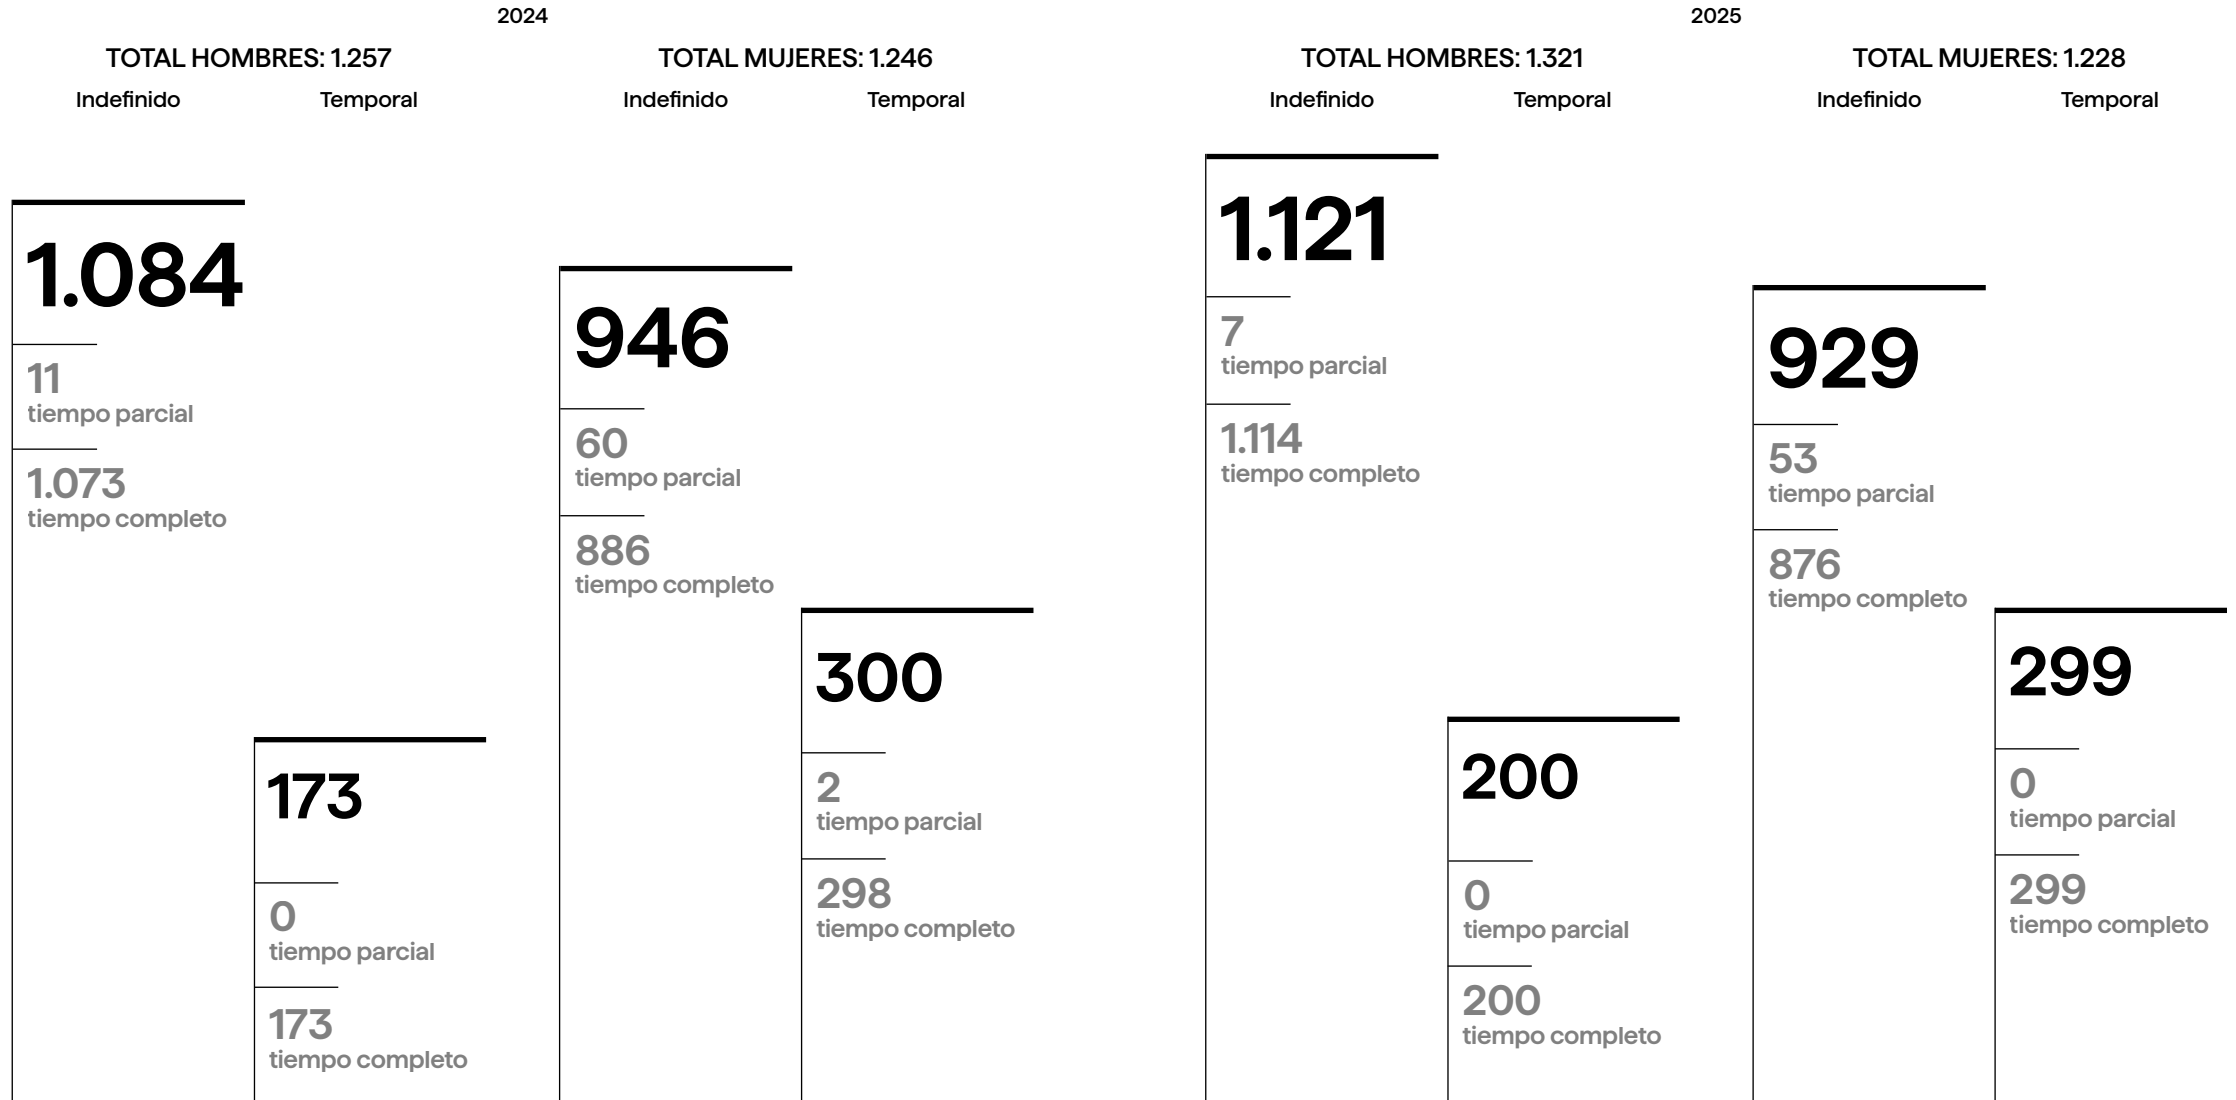 2024
TOTAL HOMBRES: 1.257
Indefinido
Temporal
1.084
11
tiempo parcial
1.073
tiempo completo
173
0
tiempo parcial
173
tiempo completo
TOTAL MUJERES: 1.246
Indefinido
Temporal
946
60
tiempo parcial
886
tiempo completo
300
2
tiempo parcial
298
tiempo completo
2025
TOTAL HOMBRES: 1.321
Indefinido
Temporal
1.121
7
tiempo parcial
1.114
tiempo completo
200
0
tiempo parcial
200
tiempo completo
TOTAL MUJERES: 1.228
Indefinido
Temporal
929
53
tiempo parcial
876
tiempo completo
299
0
tiempo parcial
299
tiempo completo